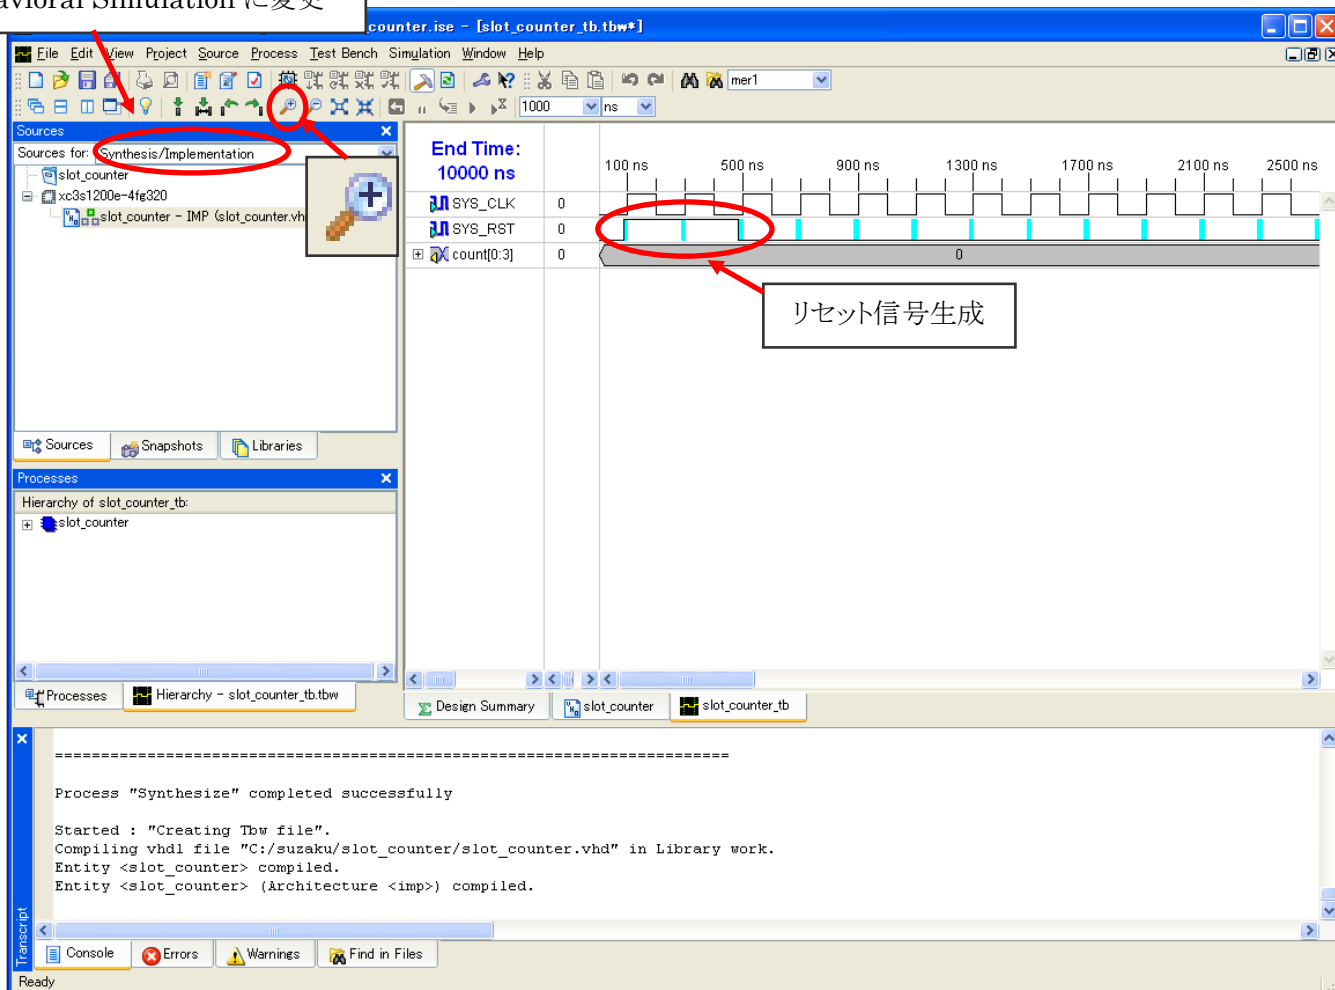 avioral Simulation に変更
counter.ise - [slot_counter_tb.tbw*]
File Edit View Project Source Process Test Bench Simulation Window Help
mer1
1000 ns
Sources
Sources for: Synthesis/Implementation
slot_counter
xc3s1200e-4fg320
slot_counter - IMP (slot_counter.vh
Sources Snapshots Libraries
Processes
Hierarchy of slot_counter_tb:
slot_counter
Processes Hierarchy - slot_counter_tb.tbw
End Time:
10000 ns
100 ns 500 ns 900 ns 1300 ns 1700 ns 2100 ns 2500 ns
SYS_CLK 0
SYS_RST 0
count[0:3] 0 0
リセット信号生成
Design Summary slot_counter slot_counter_tb
=========================================================================
Process "Synthesize" completed successfully
Started : "Creating Tbw file".
Compiling vhdl file "C:/suzaku/slot_counter/slot_counter.vhd" in Library work.
Entity <slot_counter> compiled.
Entity <slot_counter> (Architecture <imp>) compiled.
Transcript
Console Errors Warnings Find in Files
Ready